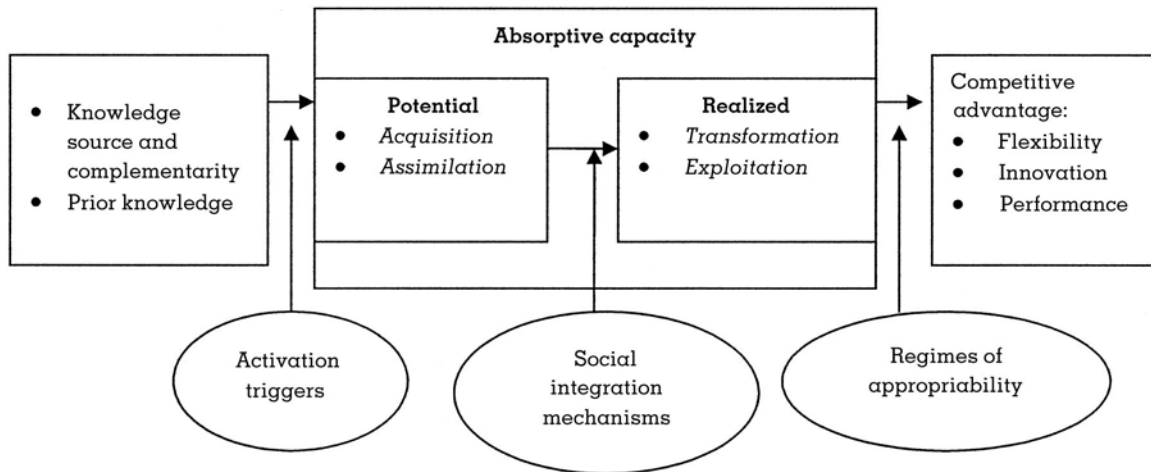 Absorptive capacity
● Knowledge
source and
complementarity
● Prior knowledge
Potential
● Acquisition
● Assimilation
Realized
● Transformation
● Exploitation
Competitive
advantage:
● Flexibility
● Innovation
● Performance
Activation
triggers
Social
integration
mechanisms
Regimes of
appropriability